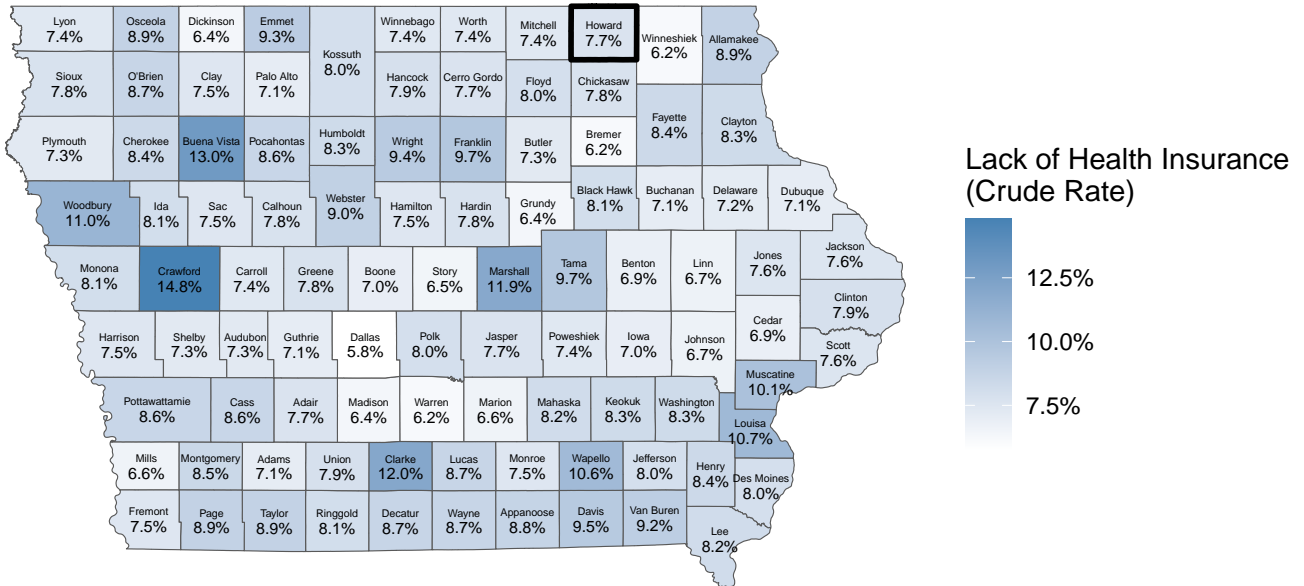 Lyon
7.4%
Osceola
8.9%
Dickinson
6.4%
Emmet
9.3%
Kossuth
8.0%
Winnebago
7.4%
Worth
7.4%
Mitchell
7.4%
Howard
7.7%
Winneshiek
6.2%
Allamakee
8.9%
Sioux
7.8%
O'Brien
8.7%
Clay
7.5%
Palo Alto
7.1%
Hancock
7.9%
Cerro Gordo
7.7%
Floyd
8.0%
Chickasaw
7.8%
Fayette
8.4%
Clayton
8.3%
Plymouth
7.3%
Cherokee
8.4%
Buena Vista
13.0%
Pocahontas
8.6%
Humboldt
8.3%
Wright
9.4%
Franklin
9.7%
Butler
7.3%
Bremer
6.2%
Woodbury
11.0%
Ida
8.1%
Sac
7.5%
Calhoun
7.8%
Webster
9.0%
Hamilton
7.5%
Hardin
7.8%
Grundy
6.4%
Black Hawk
8.1%
Buchanan
7.1%
Delaware
7.2%
Dubuque
7.1%
Monona
8.1%
Crawford
14.8%
Carroll
7.4%
Greene
7.8%
Boone
7.0%
Story
6.5%
Marshall
11.9%
Tama
9.7%
Benton
6.9%
Linn
6.7%
Jones
7.6%
Jackson
7.6%
Clinton
7.9%
Harrison
7.5%
Shelby
7.3%
Audubon
7.3%
Guthrie
7.1%
Dallas
5.8%
Polk
8.0%
Jasper
7.7%
Poweshiek
7.4%
Iowa
7.0%
Johnson
6.7%
Cedar
6.9%
Scott
7.6%
Muscatine
10.1%
Pottawattamie
8.6%
Cass
8.6%
Adair
7.7%
Madison
6.4%
Warren
6.2%
Marion
6.6%
Mahaska
8.2%
Keokuk
8.3%
Washington
8.3%
Louisa
10.7%
Mills
6.6%
Montgomery
8.5%
Adams
7.1%
Union
7.9%
Clarke
12.0%
Lucas
8.7%
Monroe
7.5%
Wapello
10.6%
Jefferson
8.0%
Henry
8.4%
Des Moines
8.0%
Fremont
7.5%
Page
8.9%
Taylor
8.9%
Ringgold
8.1%
Decatur
8.7%
Wayne
8.7%
Appanoose
8.8%
Davis
9.5%
Van Buren
9.2%
Lee
8.2%
Lack of Health Insurance
(Crude Rate)
12.5%
10.0%
7.5%